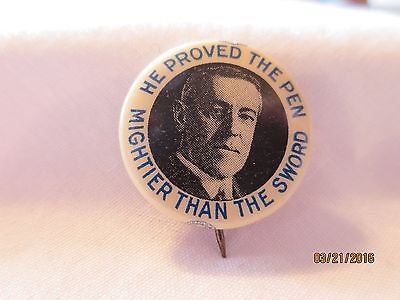 HE PROVED THE PEN
MIGHTIER THAN THE SWORD
03/21/2016